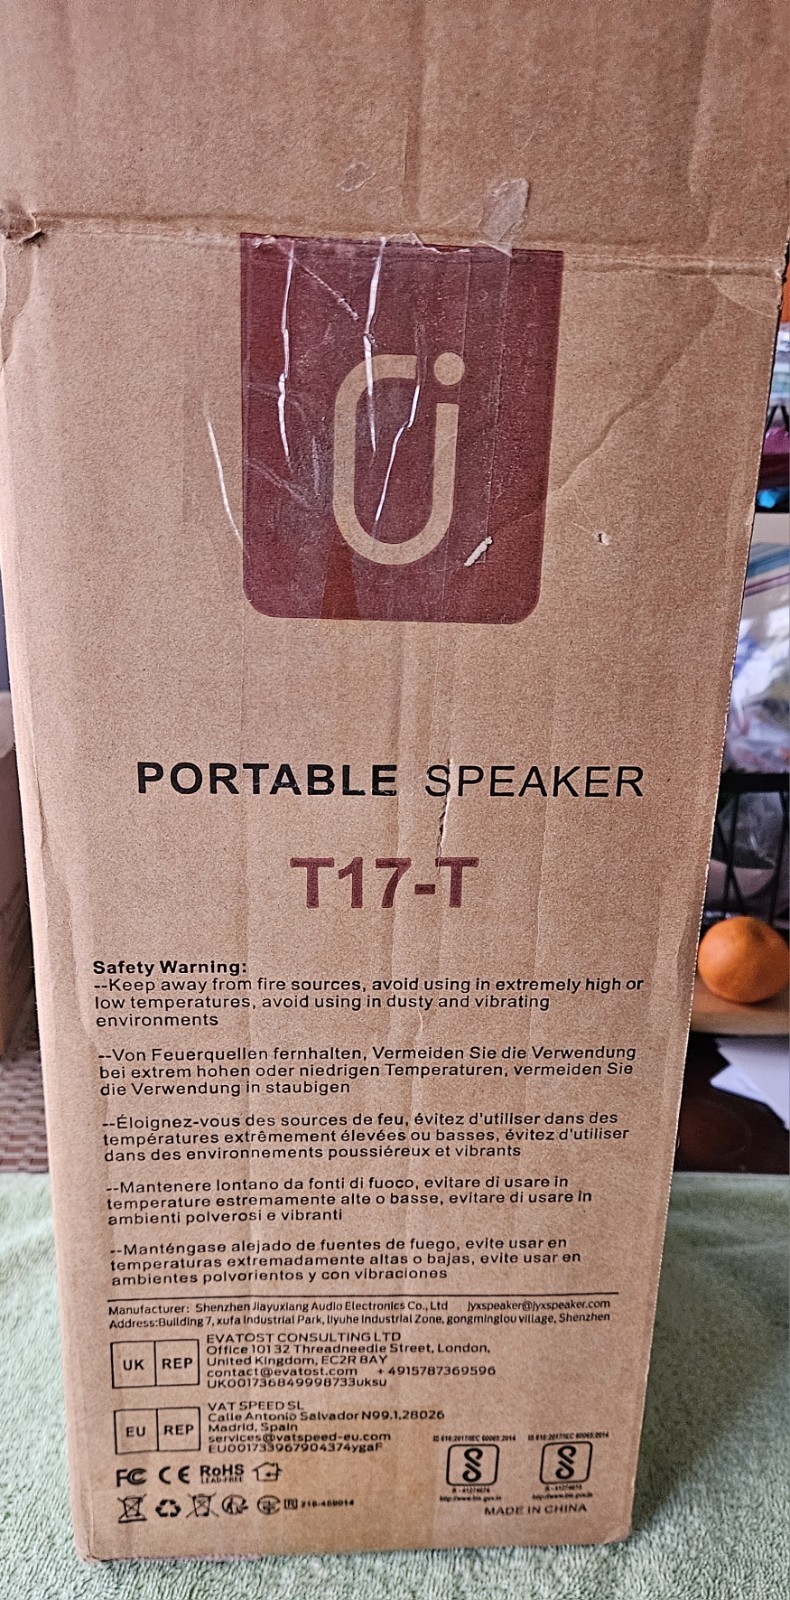 PORTABLE SPEAKER
T17-T
Safety Warning:
--Keep away from fire sources, avoid using in extremely high or
low temperatures, avoid using in dusty and vibrating
environments
--Von Feuerquellen fernhalten, Vermeiden Sie die Verwendung
bei extrem hohen oder niedrigen Temperaturen, vermeiden Sie
die Verwendung in staubigen
--Éloignez-vous des sources de feu, évitez d'utiliser dans des
températures extrêmement élevées ou basses, évitez d'utiliser
dans des environnements poussiéreux et vibrants
--Mantenere lontano da fonti di fuoco, evitare di usare in
temperature estremamente alte o basse, evitare di usare in
ambienti polverosi e vibranti
--Manténgase alejado de fuentes de fuego, evite usar en
temperaturas extremadamente altas o bajas, evite usar en
ambientes polvorientos y con vibraciones
Manufacturer: Shenzhen Jiayuxiang Audio Electronics Co., Ltd jyxspeaker@jyxspeaker.com
Address:Building 7, xufa Industrial Park, liyuhe Industrial Zone, gongminglou village, Shenzhen
UK REP
EVATOST CONSULTING LTD
Office 101 32 Threadneedle Street, London,
United Kingdom, EC2R 8AY
contact@evatost.com +4915787369596
UK001736849998733uksu
EU REP
VAT SPEED SL
Calle Antonio Salvador N99.1,28026
Madrid, Spain
services@vatspeed-eu.com
EU001733967904374ygaF
FC CE RoHS
LEAD-FREE
R 216-459014
MADE IN CHINA